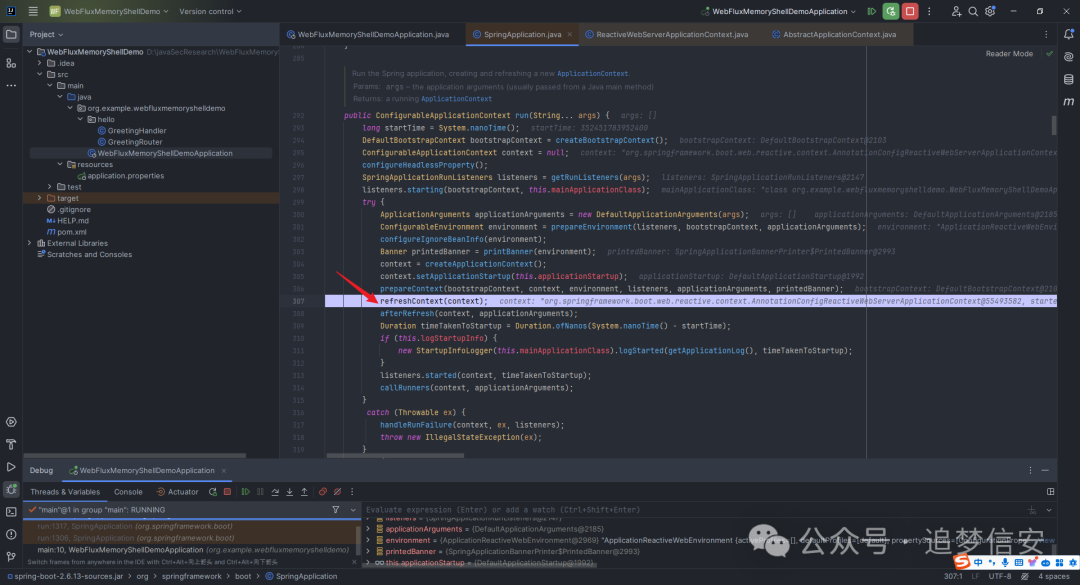 WF WebFluxMemoryShellDemo Version control WebFluxMemoryShellDemoApplication
Project
WebFluxMemoryShellDemo D:\javaSecResearch\WebFluxMemory
.idea
src
main
java
org.example.webfluxmemoryshelldemo
hello
GreetingHandler
GreetingRouter
WebFluxMemoryShellDemoApplication
resources
application.properties
test
target
.gitignore
HELP.md
pom.xml
External Libraries
Scratches and Consoles
WebFluxMemoryShellDemoApplication.java SpringApplication.java ReactiveWebServerApplicationContext.java AbstractApplicationContext.java
Reader Mode
285
Run the Spring application, creating and refreshing a new ApplicationContext.
Params: args – the application arguments (usually passed from a Java main method)
Returns: a running ApplicationContext
292 public ConfigurableApplicationContext run(String... args) { args: []
293 long startTime = System.nanoTime(); startTime: 352451783952400
294 DefaultBootstrapContext bootstrapContext = createBootstrapContext(); bootstrapContext: DefaultBootstrapContext@2183
295 ConfigurableApplicationContext context = null; context: "org.springframework.boot.web.reactive.context.AnnotationConfigReactiveWebServerApplicationContex
296 configureHeadlessProperty();
297 SpringApplicationRunListeners listeners = getRunListeners(args); listeners: SpringApplicationRunListeners@2147
298 listeners.starting(bootstrapContext, this.mainApplicationClass); mainApplicationClass: "class org.example.webfluxmemoryshelldemo.WebFluxMemoryShellDemoAp
299 try {
300 ApplicationArguments applicationArguments = new DefaultApplicationArguments(args); args: [] applicationArguments: DefaultApplicationArguments@2185
301 ConfigurableEnvironment environment = prepareEnvironment(listeners, bootstrapContext, applicationArguments); environment: "ApplicationReactiveWebEnvi
302 configureIgnoreBeanInfo(environment);
303 Banner printedBanner = printBanner(environment); printedBanner: SpringApplicationBannerPrinter$PrintedBanner@2993
304 context = createApplicationContext();
305 context.setApplicationStartup(this.applicationStartup); applicationStartup: DefaultApplicationStartup@1992
306 prepareContext(bootstrapContext, context, environment, listeners, applicationArguments, printedBanner); bootstrapContext: DefaultBootstrapContext@218
307 refreshContext(context); context: "org.springframework.boot.web.reactive.context.AnnotationConfigReactiveWebServerApplicationContext@55493582, starte
308 afterRefresh(context, applicationArguments);
309 Duration timeTakenToStartup = Duration.ofNanos(System.nanoTime() - startTime);
310 if (this.logStartupInfo) {
311 new StartupInfoLogger(this.mainApplicationClass).logStarted(getApplicationLog(), timeTakenToStartup);
312 }
313 listeners.started(context, timeTakenToStartup);
314 callRunners(context, applicationArguments);
315 }
316 catch (Throwable ex) {
317 handleRunFailure(context, ex, listeners);
318 throw new IllegalStateException(ex);
319 }
Debug WebFluxMemoryShellDemoApplication
Threads & Variables Console Actuator
"main"@1 in group "main": RUNNING
run:1317, SpringApplication (org.springframework.boot)
run:1306, SpringApplication (org.springframework.boot)
main:10, WebFluxMemoryShellDemoApplication (org.example.webfluxmemoryshelldemo)
Switch frames from anywhere in the IDE with Ctrl+Alt+向上箭头 and Ctrl+Alt+向下箭头
Evaluate expression (Enter) or add a watch (Ctrl+Shift+Enter)
listeners = {SpringApplicationRunListeners@2147}
applicationArguments = {DefaultApplicationArguments@2185}
environment = {ApplicationReactiveWebEnvironment@2969} "ApplicationReactiveWebEnvironment {activeProfiles=[], defaultProfiles=[default], propertySources=[
printedBanner = {SpringApplicationBannerPrinter$PrintedBanner@2993}
this.applicationStartup = {DefaultApplicationStartup@1992}
公众号 · 追梦信安
spring-boot-2.6.13-sources.jar > org > springframework > boot > SpringApplication
307:1 LF UTF-8 4 spaces